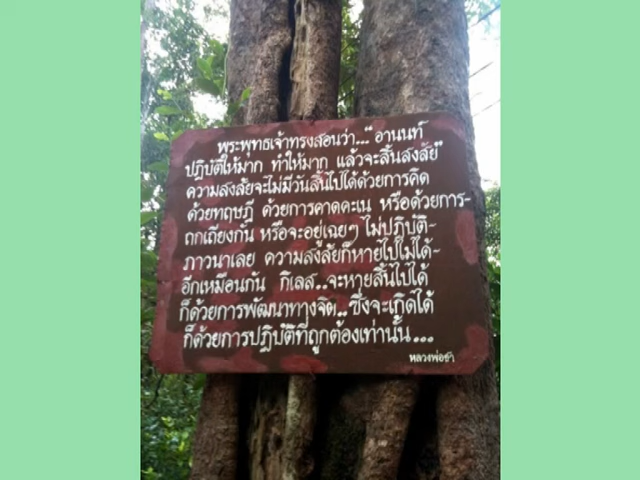 พระพุทธเจ้าทรงสอนว่า..."อานนท์
ปฏิบัติให้มาก ทำให้มาก แล้วจะสิ้นสงสัย"
ความสงสัยจะไม่มีวันสิ้นไปได้ด้วยการคิด
ด้วยทฤษฎี ด้วยการคาดคะเน หรือด้วยการ-
ถกเถียงกัน หรือจะอยู่เฉยๆ ไม่ปฏิบัติ-
ภาวนาเลย ความสงสัยก็หายไปไม่ได้-
อีกเหมือนกัน กิเลส..จะหายสิ้นไปได้
ก็ด้วยการพัฒนาทางจิต..ซึ่งจะเกิดได้
ก็ด้วยการปฏิบัติที่ถูกต้องเท่านั้น...
หลวงพ่อชา